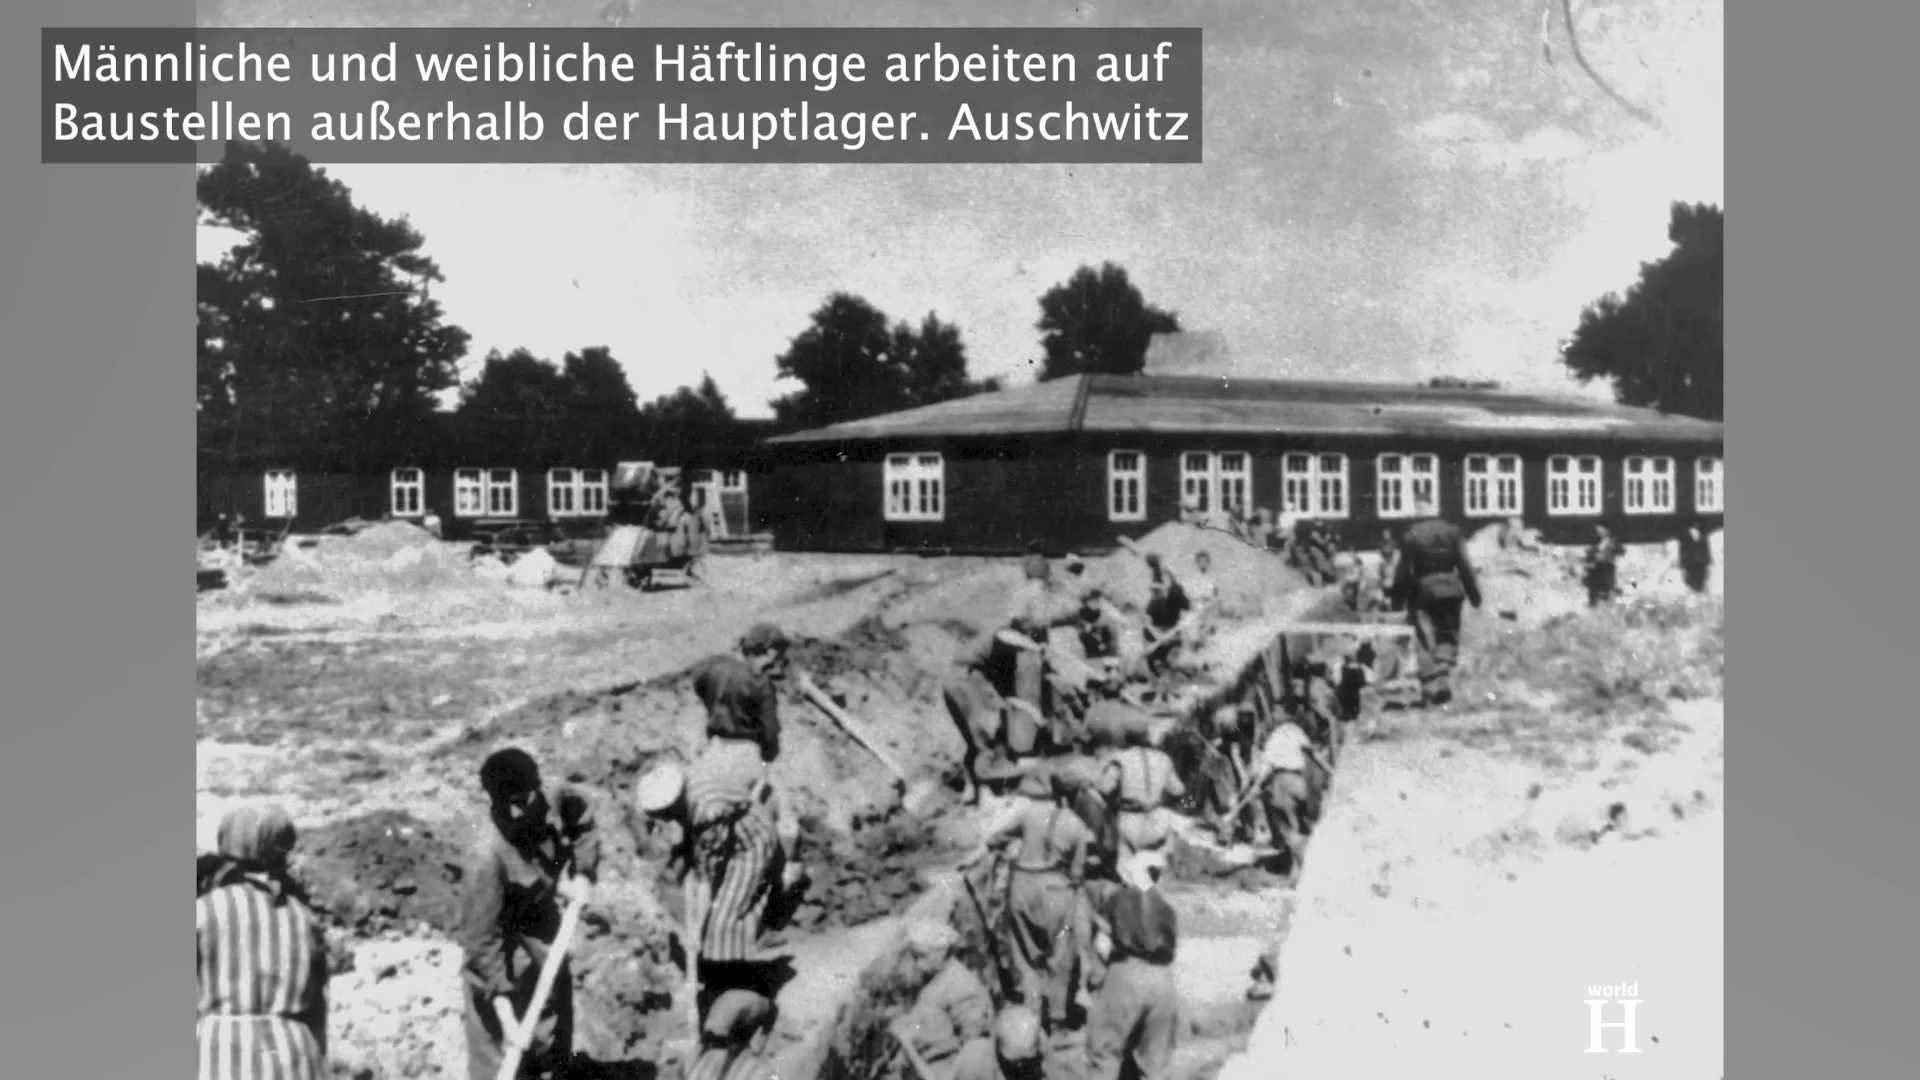 Männliche und weibliche Häftlinge arbeiten auf
Baustellen außerhalb der Hauptlager. Auschwitz
world
H